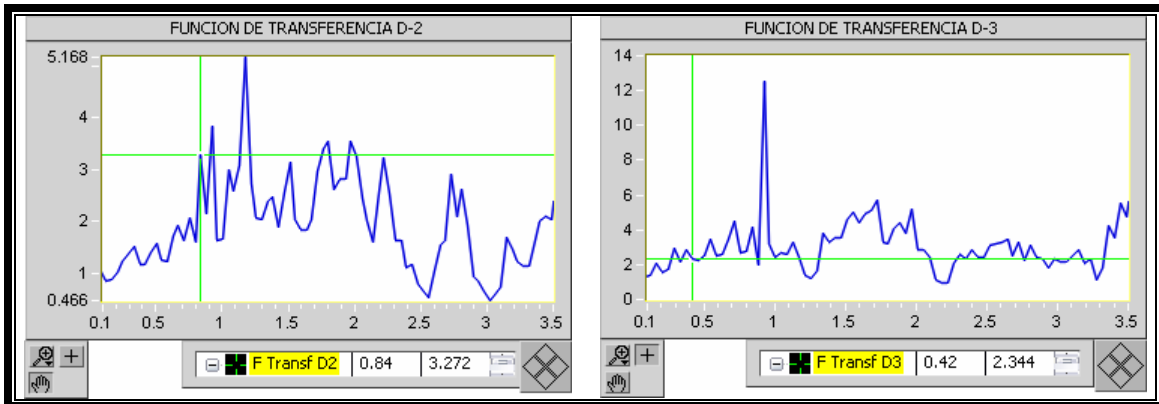 FUNCION DE TRANSFERENCIA D-2
5.168
4
3
2
1
0.466
0.1 0.5 1 1.5 2 2.5 3 3.5
F Transf D2 0.84 3.272
FUNCION DE TRANSFERENCIA D-3
14
12
10
8
6
4
2
0
0.1 0.5 1 1.5 2 2.5 3 3.5
F Transf D3 0.42 2.344